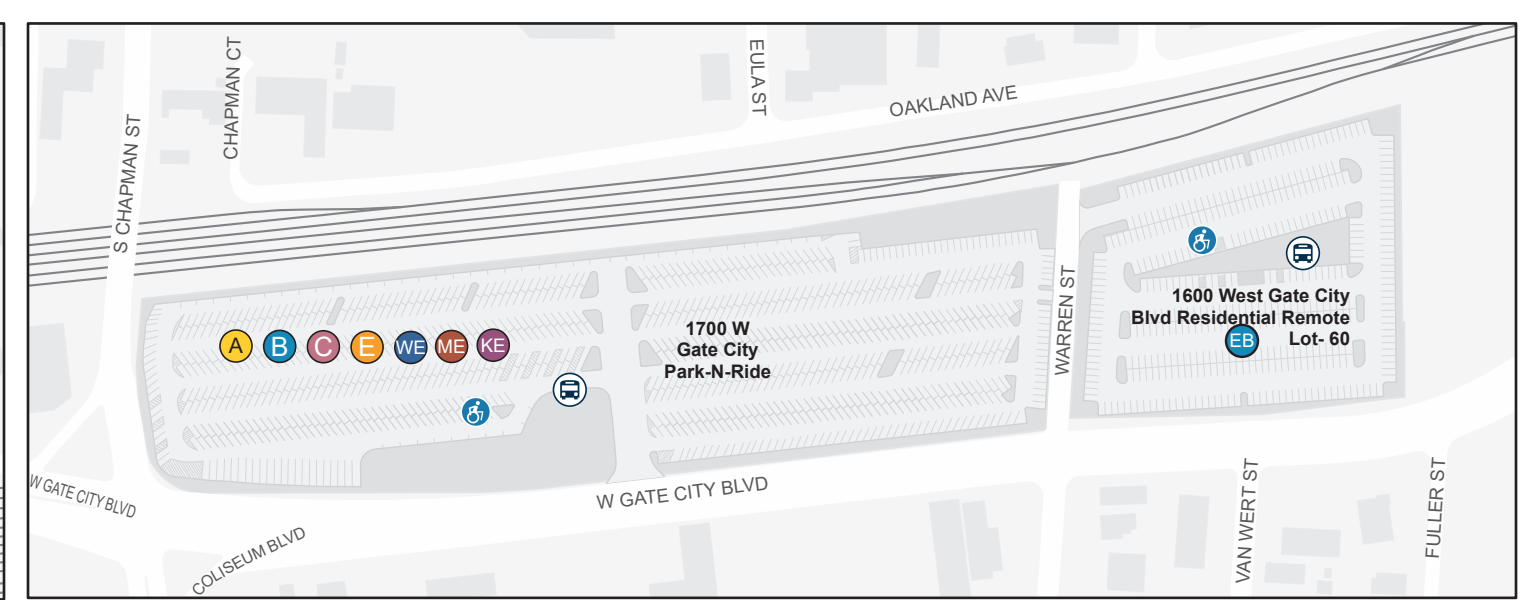 CHAPMAN CT
EULA ST
OAKLAND AVE
S CHAPMAN ST
WARREN ST
A B C E WE ME KE
1700 W
Gate City
Park-N-Ride
1600 West Gate City
Blvd Residential Remote
EB Lot- 60
W GATE CITY BLVD
W GATE CITY BLVD
COLISEUM BLVD
VAN WERT ST
FULLER ST